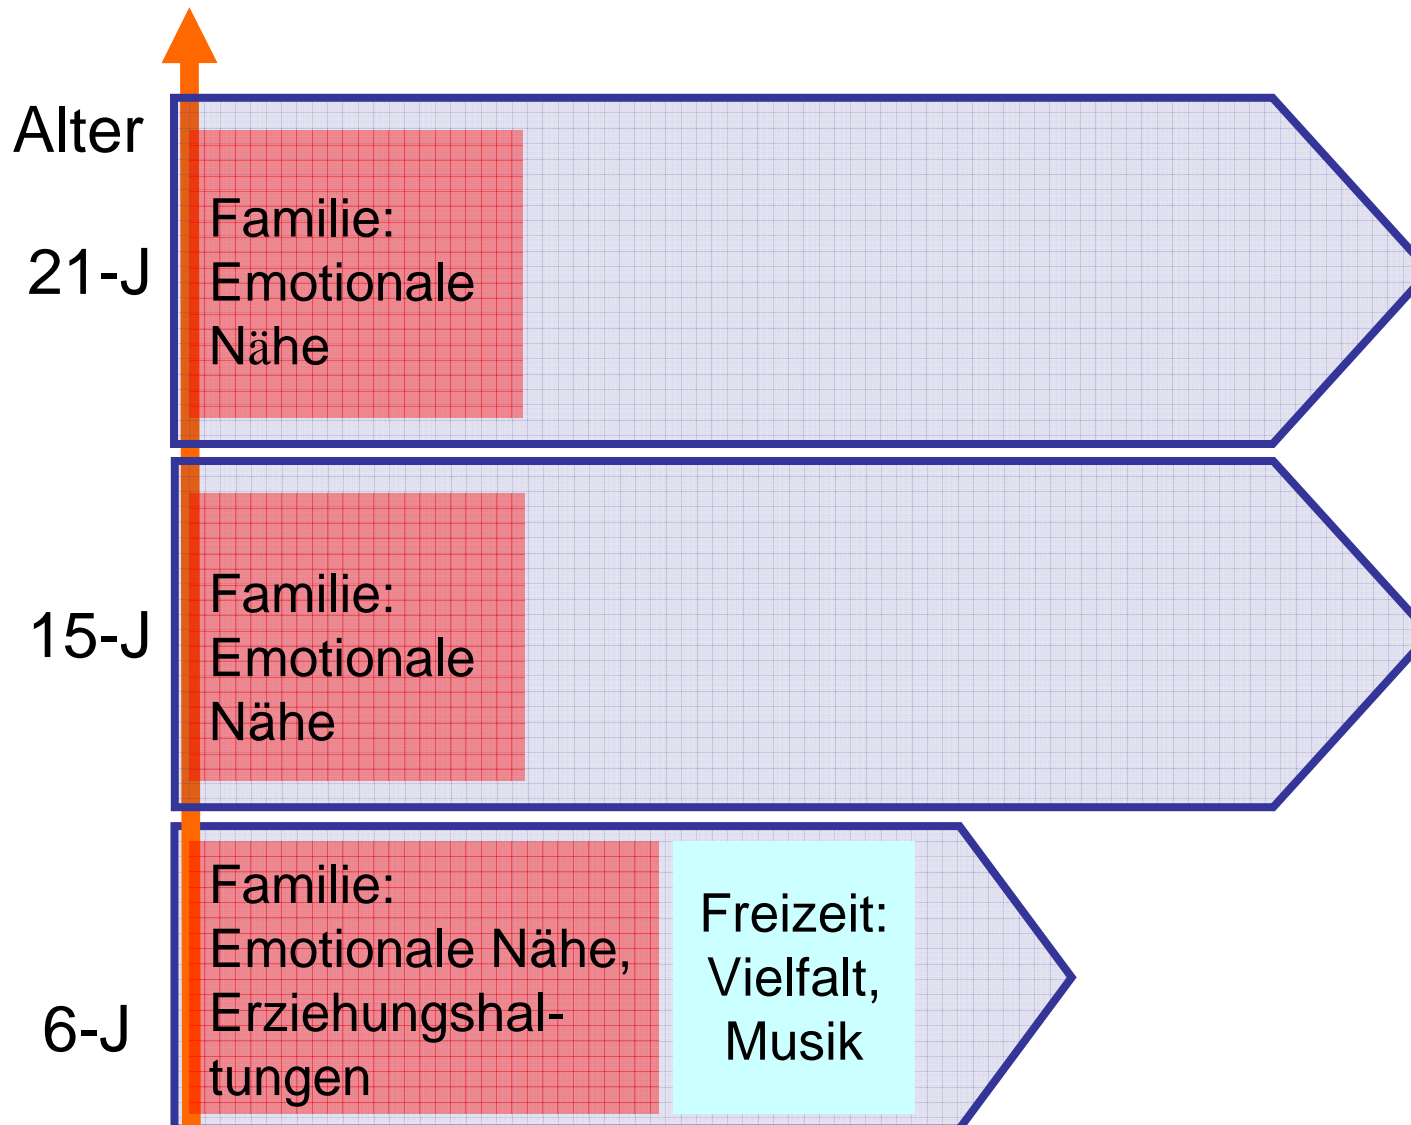 Alter
21-J
Familie:
Emotionale
Nähe
15-J
Familie:
Emotionale
Nähe
6-J
Familie:
Emotionale Nähe,
Erziehungshal-
tungen
Freizeit:
Vielfalt,
Musik